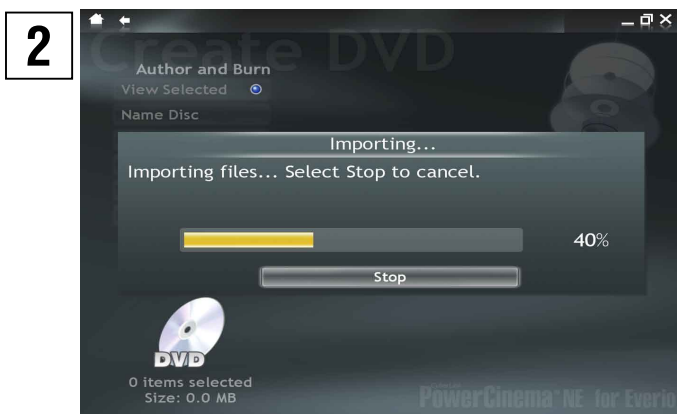 2
Create DVD
Author and Burn
View Selected
Name Disc
Importing...
Importing files... Select Stop to cancel.
40%
Stop
DVD
0 items selected
Size: 0.0 MB
PowerCinema NE for Everio